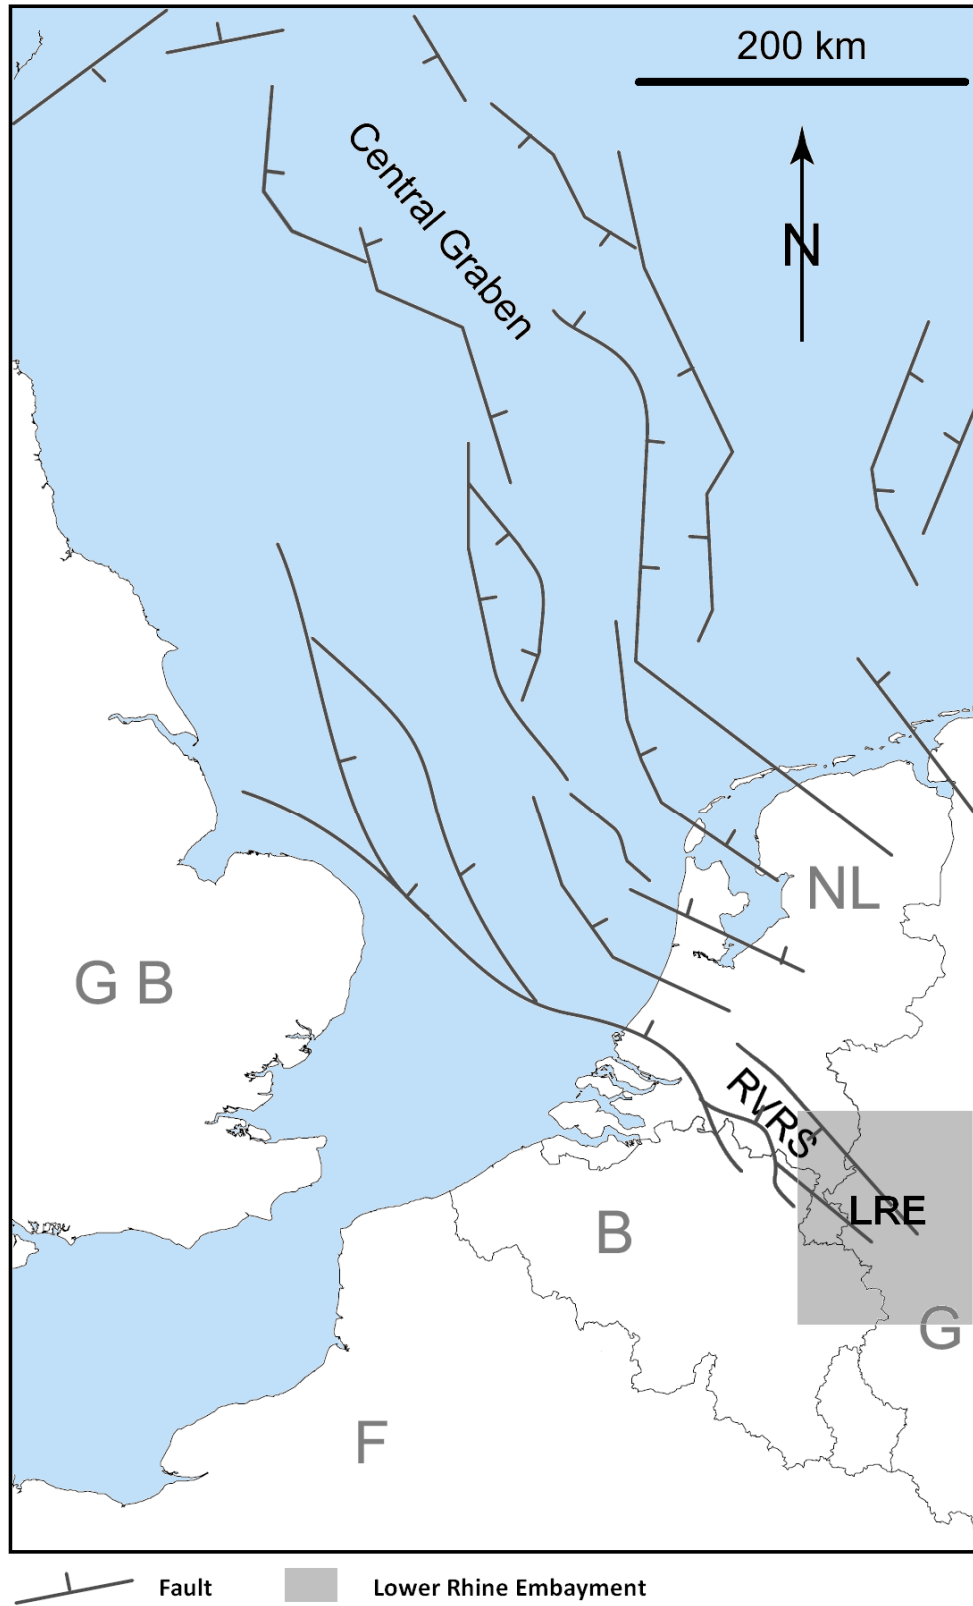 200 km
Central Graben
N
NL
G B
RVRS
LRE
B
G
F
Fault
Lower Rhine Embayment